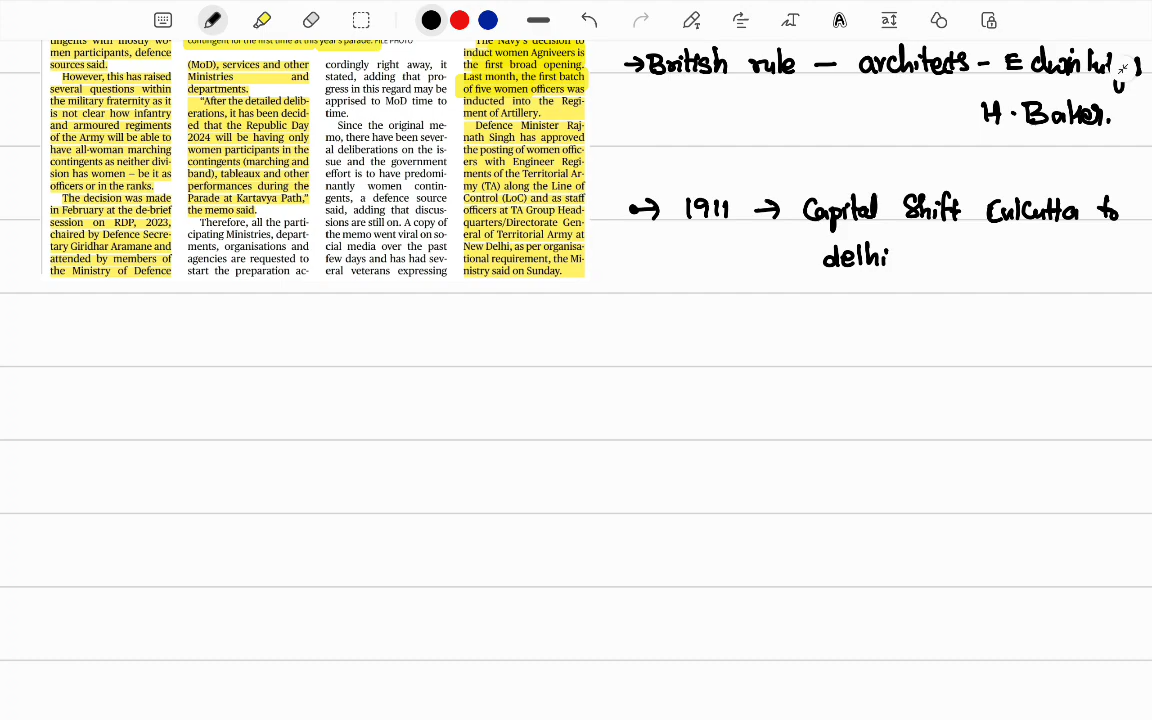 tingents with mostly wo-
men participants, defence
sources said.
However, this has raised
several questions within
the military fraternity as it
is not clear how infantry
and armoured regiments
of the Army will be able to
have all-woman marching
contingents as neither divi-
sion has women – be it as
officers or in the ranks.
The decision was made
in February at the de-brief
session on RDP, 2023,
chaired by Defence Secre-
tary Giridhar Aramane and
attended by members of
the Ministry of Defence
contingent for the first time at this year's parade. FILE PHOTO
(MoD), services and other
Ministries and
departments.
“After the detailed delib-
erations, it has been decid-
ed that the Republic Day
2024 will be having only
women participants in the
contingents (marching and
band), tableaux and other
performances during the
Parade at Kartavya Path,”
the memo said.
Therefore, all the parti-
cipating Ministries, depart-
ments, organisations and
agencies are requested to
start the preparation ac-
cordingly right away, it
stated, adding that pro-
gress in this regard may be
apprised to MoD time to
time.
Since the original me-
mo, there have been sever-
al deliberations on the is-
sue and the government
effort is to have predomi-
nantly women contin-
gents, a defence source
said, adding that discus-
sions are still on. A copy of
the memo went viral on so-
cial media over the past
few days and has had sev-
eral veterans expressing
The Navy's decision to
induct women Agniveers is
the first broad opening.
Last month, the first batch
of five women officers was
inducted into the Regi-
ment of Artillery.
Defence Minister Raj-
nath Singh has approved
the posting of women offic-
ers with Engineer Regi-
ments of the Territorial Ar-
my (TA) along the Line of
Control (LoC) and as staff
officers at TA Group Head-
quarters/Directorate Gen-
eral of Territorial Army at
New Delhi, as per organisa-
tional requirement, the Mi-
nistry said on Sunday.
→British rule – architects – E
H. Baker.
→ 1911 → Capital Shift Culcutta to
delhi